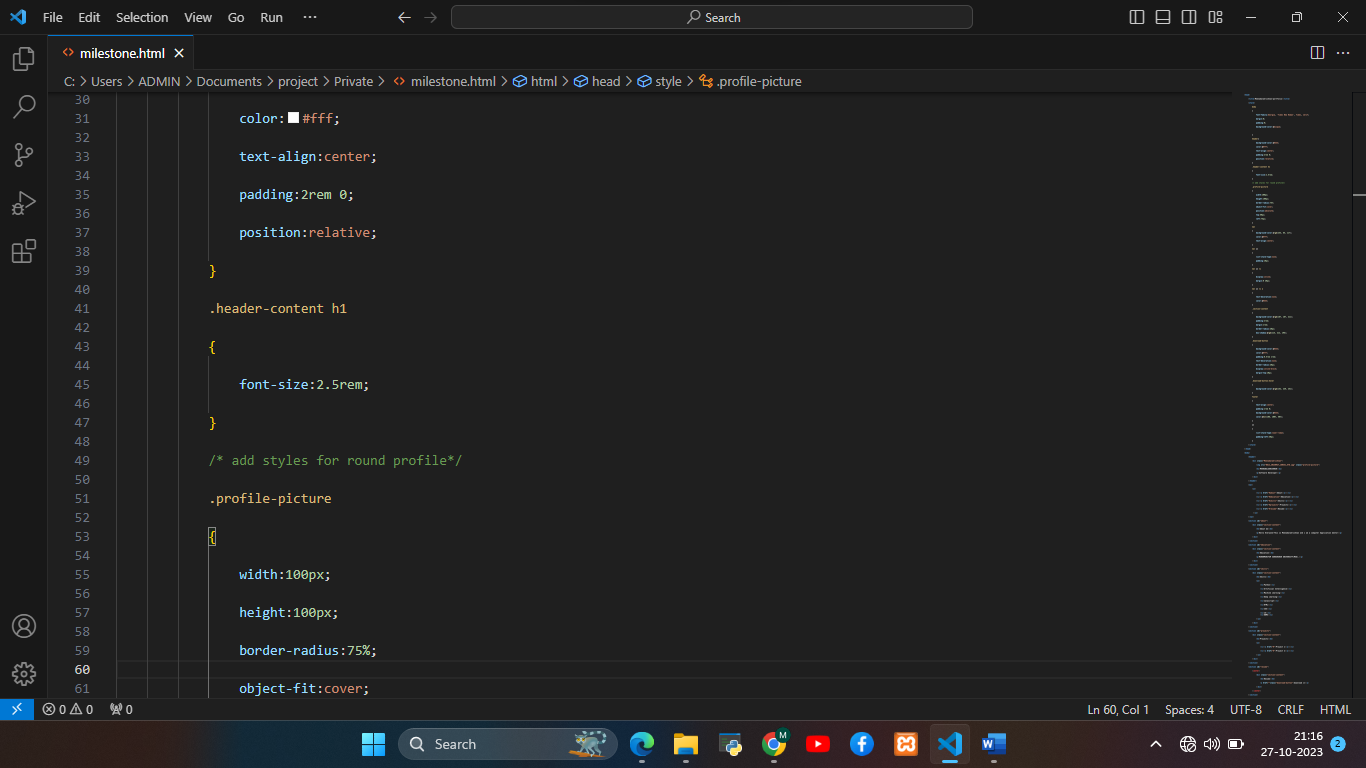 File Edit Selection View Go Run ··· Search
milestone.html
C: > Users > ADMIN > Documents > project > Private > milestone.html > html > head > style > .profile-picture
30
31 color: #fff;
32
33 text-align:center;
34
35 padding:2rem 0;
36
37 position:relative;
38
39 }
40
41 .header-content h1
42
43 {
44
45 font-size:2.5rem;
46
47 }
48
49 /* add styles for round profile*/
50
51 .profile-picture
52
53 {
54
55 width:100px;
56
57 height:100px;
58
59 border-radius:75%;
60
61 object-fit:cover;
0 0 0 Ln 60, Col 1 Spaces: 4 UTF-8 CRLF HTML
Search M 21:16
27-10-2023 2